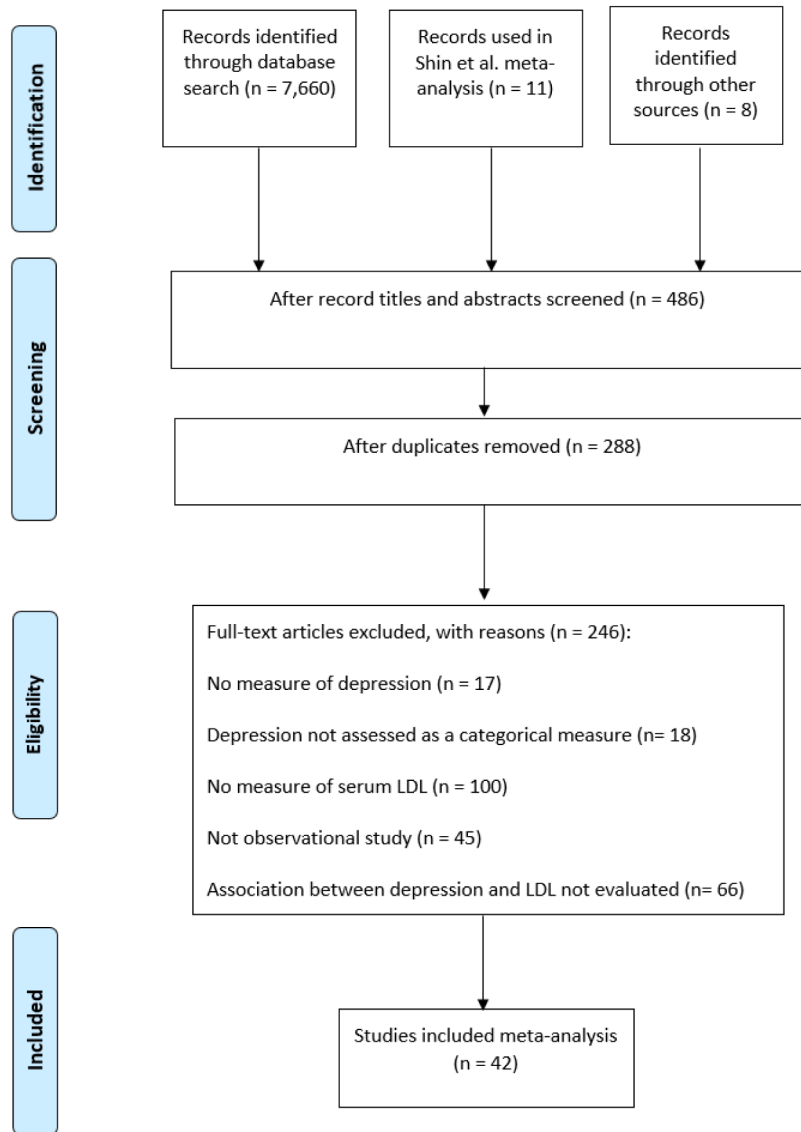 Identification
Records identified
through database
search (n = 7,660)
Records used in
Shin et al. meta-
analysis (n = 11)
Records
identified
through other
sources (n = 8)
Screening
After record titles and abstracts screened (n = 486)
After duplicates removed (n = 288)
Eligibility
Full-text articles excluded, with reasons (n = 246):
No measure of depression (n = 17)
Depression not assessed as a categorical measure (n= 18)
No measure of serum LDL (n = 100)
Not observational study (n = 45)
Association between depression and LDL not evaluated (n= 66)
Included
Studies included meta-analysis
(n = 42)